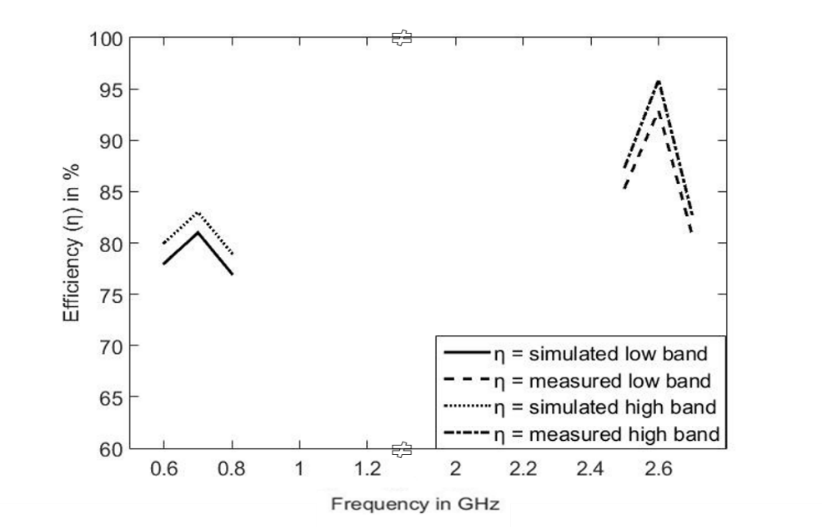 100
95
90
85
80
75
70
65
60
Efficiency (η) in %
η = simulated low band
η = measured low band
η = simulated high band
η = measured high band
0.6 0.8 1 1.2 2 2.2 2.4 2.6
Frequency in GHz